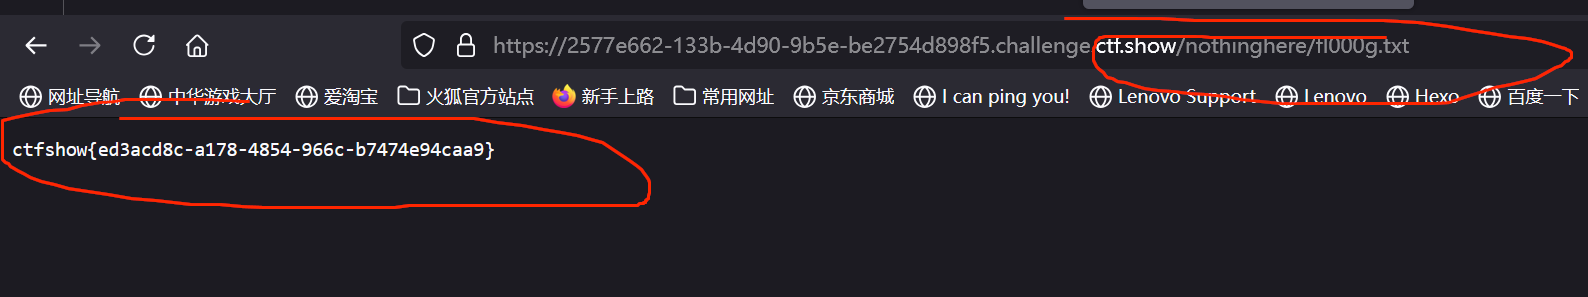 https://2577e662-133b-4d90-9b5e-be2754d898f5.challenge.ctf.show/nothinghere/fl000g.txt
网址导航 中华游戏大厅 爱淘宝 火狐官方站点 新手上路 常用网址 京东商城 I can ping you! Lenovo Support Lenovo Hexo 百度一下
ctfshow{ed3acd8c-a178-4854-966c-b7474e94caa9}